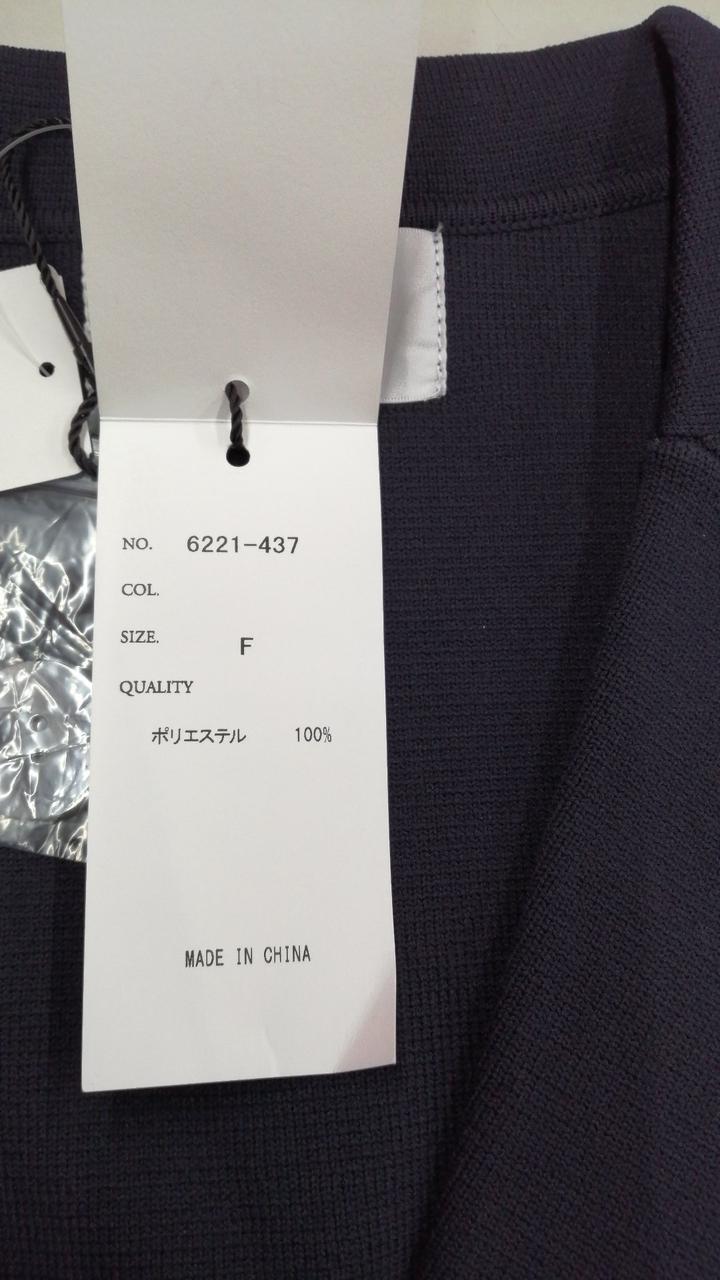 NO. 6221-437
COL.
SIZE. F
QUALITY
ポリエステル 100%
MADE IN CHINA